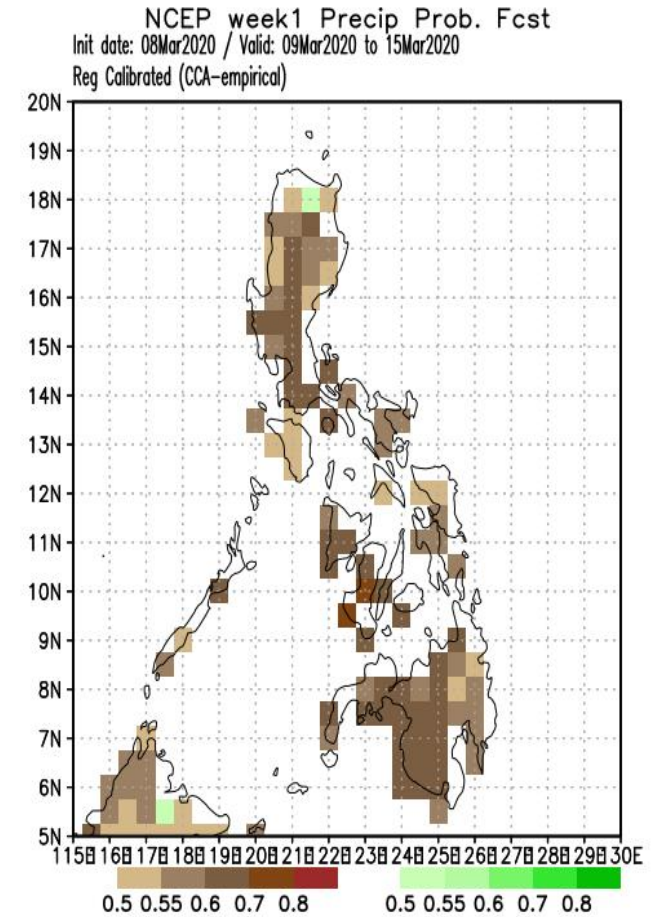 NCEP week1 Precip Prob. Fcst
Init date: 08Mar2020 / Valid: 09Mar2020 to 15Mar2020
Reg Calibrated (CCA-empirical)
20N
19N
18N
17N
16N
15N
14N
13N
12N
11N
10N
9N
8N
7N
6N
5N
115E 116E 117E 118E 119E 120E 121E 122E 123E 124E 125E 126E 127E 128E 129E 130E
0.5 0.55 0.6 0.7 0.8 0.5 0.55 0.6 0.7 0.8